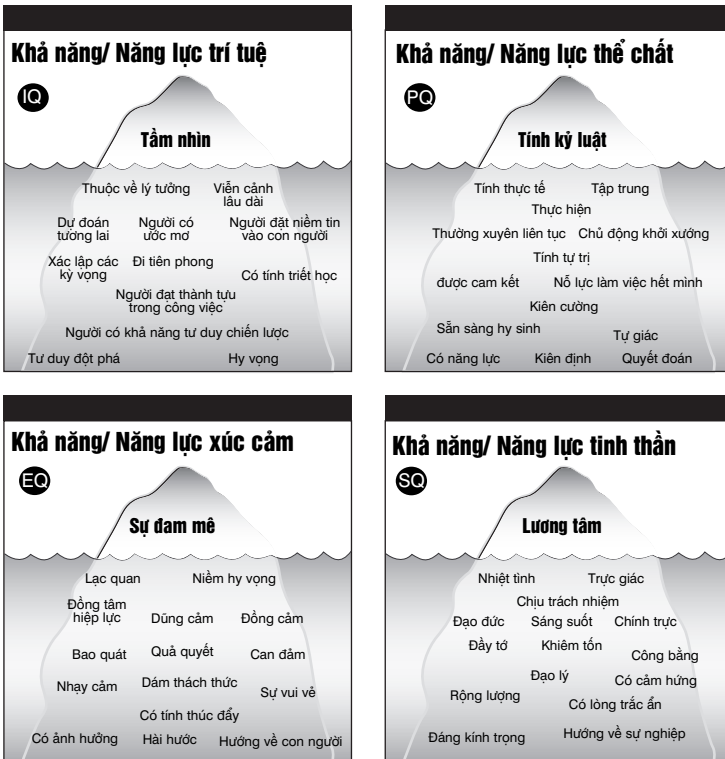 Khả năng/ Năng lực trí tuệ
IQ
Tầm nhìn
Thuộc về lý tưởng
Viễn cảnh
lâu dài
Dự đoán
tương lai
Người có
ước mơ
Người đặt niềm tin
vào con người
Xác lập các
kỳ vọng
Đi tiên phong
Có tính triết học
Người đạt thành tựu
trong công việc
Người có khả năng tư duy chiến lược
Tư duy đột phá
Hy vọng
Khả năng/ Năng lực thể chất
PQ
Tính kỷ luật
Tính thực tế
Tập trung
Thực hiện
Thường xuyên liên tục
Chủ động khởi xướng
Tính tự trị
được cam kết
Nỗ lực làm việc hết mình
Kiên cường
Sẵn sàng hy sinh
Tự giác
Có năng lực
Kiên định
Quyết đoán
Khả năng/ Năng lực xúc cảm
EQ
Sự đam mê
Lạc quan
Niềm hy vọng
Đồng tâm
hiệp lực
Dũng cảm
Đồng cảm
Bao quát
Quả quyết
Can đảm
Nhạy cảm
Dám thách thức
Sự vui vẻ
Có tính thúc đẩy
Có ảnh hưởng
Hài hước
Hướng về con người
Khả năng/ Năng lực tinh thần
SQ
Lương tâm
Nhiệt tình
Trực giác
Chịu trách nhiệm
Đạo đức
Sáng suốt
Chính trực
Đầy tớ
Khiêm tốn
Công bằng
Đạo lý
Có cảm hứng
Rộng lượng
Có lòng trắc ẩn
Đáng kính trọng
Hướng về sự nghiệp